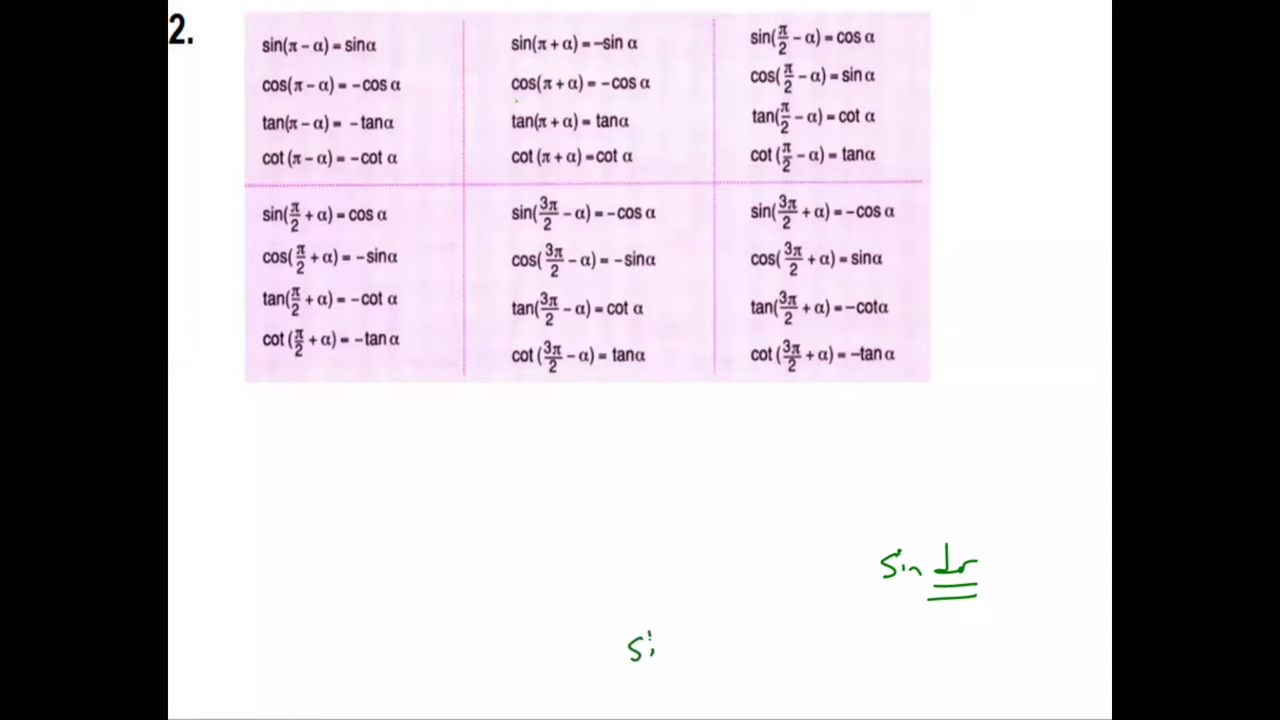 2.
sin(π – α) = sinα
cos(π – α) = –cos α
tan(π – α) = – tanα
cot (π – α) = –cot α
sin(π + α) = –sin α
cos(π + α) = –cos α
tan(π + α) = tanα
cot (π + α) =cot α
sin(π/2 – α) = cos α
cos(π/2 – α) = sin α
tan(π/2 – α) = cot α
cot (π/2 – α) = tanα
sin(π/2 + α) = cos α
cos(π/2 + α) = –sinα
tan(π/2 + α) = –cot α
cot (π/2 + α) = –tan α
sin(3π/2 – α) = –cos α
cos(3π/2 – α) = –sinα
tan(3π/2 – α) = cot α
cot (3π/2 – α) = tanα
sin(3π/2 + α) = –cos α
cos(3π/2 + α) = sinα
tan(3π/2 + α) = –cotα
cot (3π/2 + α) = –tan α
sin
si